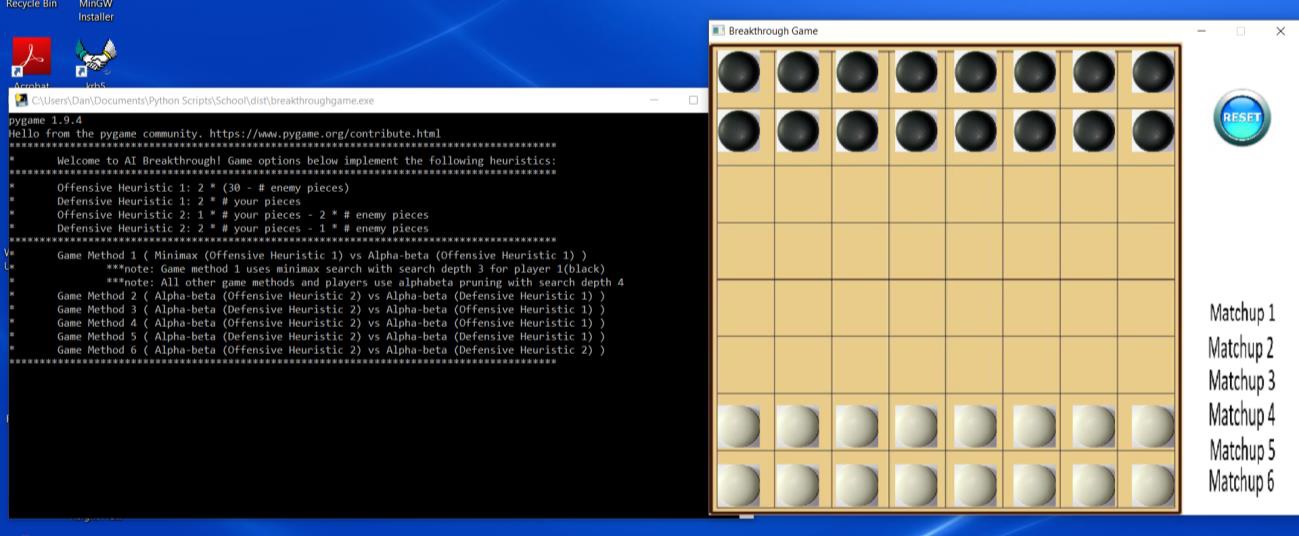 Recycle Bin
MinGW
Installer
C:\Users\Dan\Documents\Python Scripts\School\dist\breakthroughgame.exe
pygame 1.9.4
Hello from the pygame community. https://www.pygame.org/contribute.html
* Welcome to AI Breakthrough! Game options below implement the following heuristics:
* Offensive Heuristic 1: 2 * (30 - # enemy pieces)
* Defensive Heuristic 1: 2 * # your pieces
* Offensive Heuristic 2: 1 * # your pieces - 2 * # enemy pieces
* Defensive Heuristic 2: 2 * # your pieces - 1 * # enemy pieces
* Game Method 1 ( Minimax (Offensive Heuristic 1) vs Alpha-beta (Offensive Heuristic 1) )
* ***note: Game method 1 uses minimax search with search depth 3 for player 1(black)
* ***note: All other game methods and players use alphabeta pruning with search depth 4
* Game Method 2 ( Alpha-beta (Offensive Heuristic 2) vs Alpha-beta (Defensive Heuristic 1) )
* Game Method 3 ( Alpha-beta (Defensive Heuristic 2) vs Alpha-beta (Offensive Heuristic 1) )
* Game Method 4 ( Alpha-beta (Offensive Heuristic 2) vs Alpha-beta (Offensive Heuristic 1) )
* Game Method 5 ( Alpha-beta (Defensive Heuristic 2) vs Alpha-beta (Defensive Heuristic 1) )
* Game Method 6 ( Alpha-beta (Offensive Heuristic 2) vs Alpha-beta (Defensive Heuristic 2) )
Breakthrough Game
RESET
Matchup 1
Matchup 2
Matchup 3
Matchup 4
Matchup 5
Matchup 6